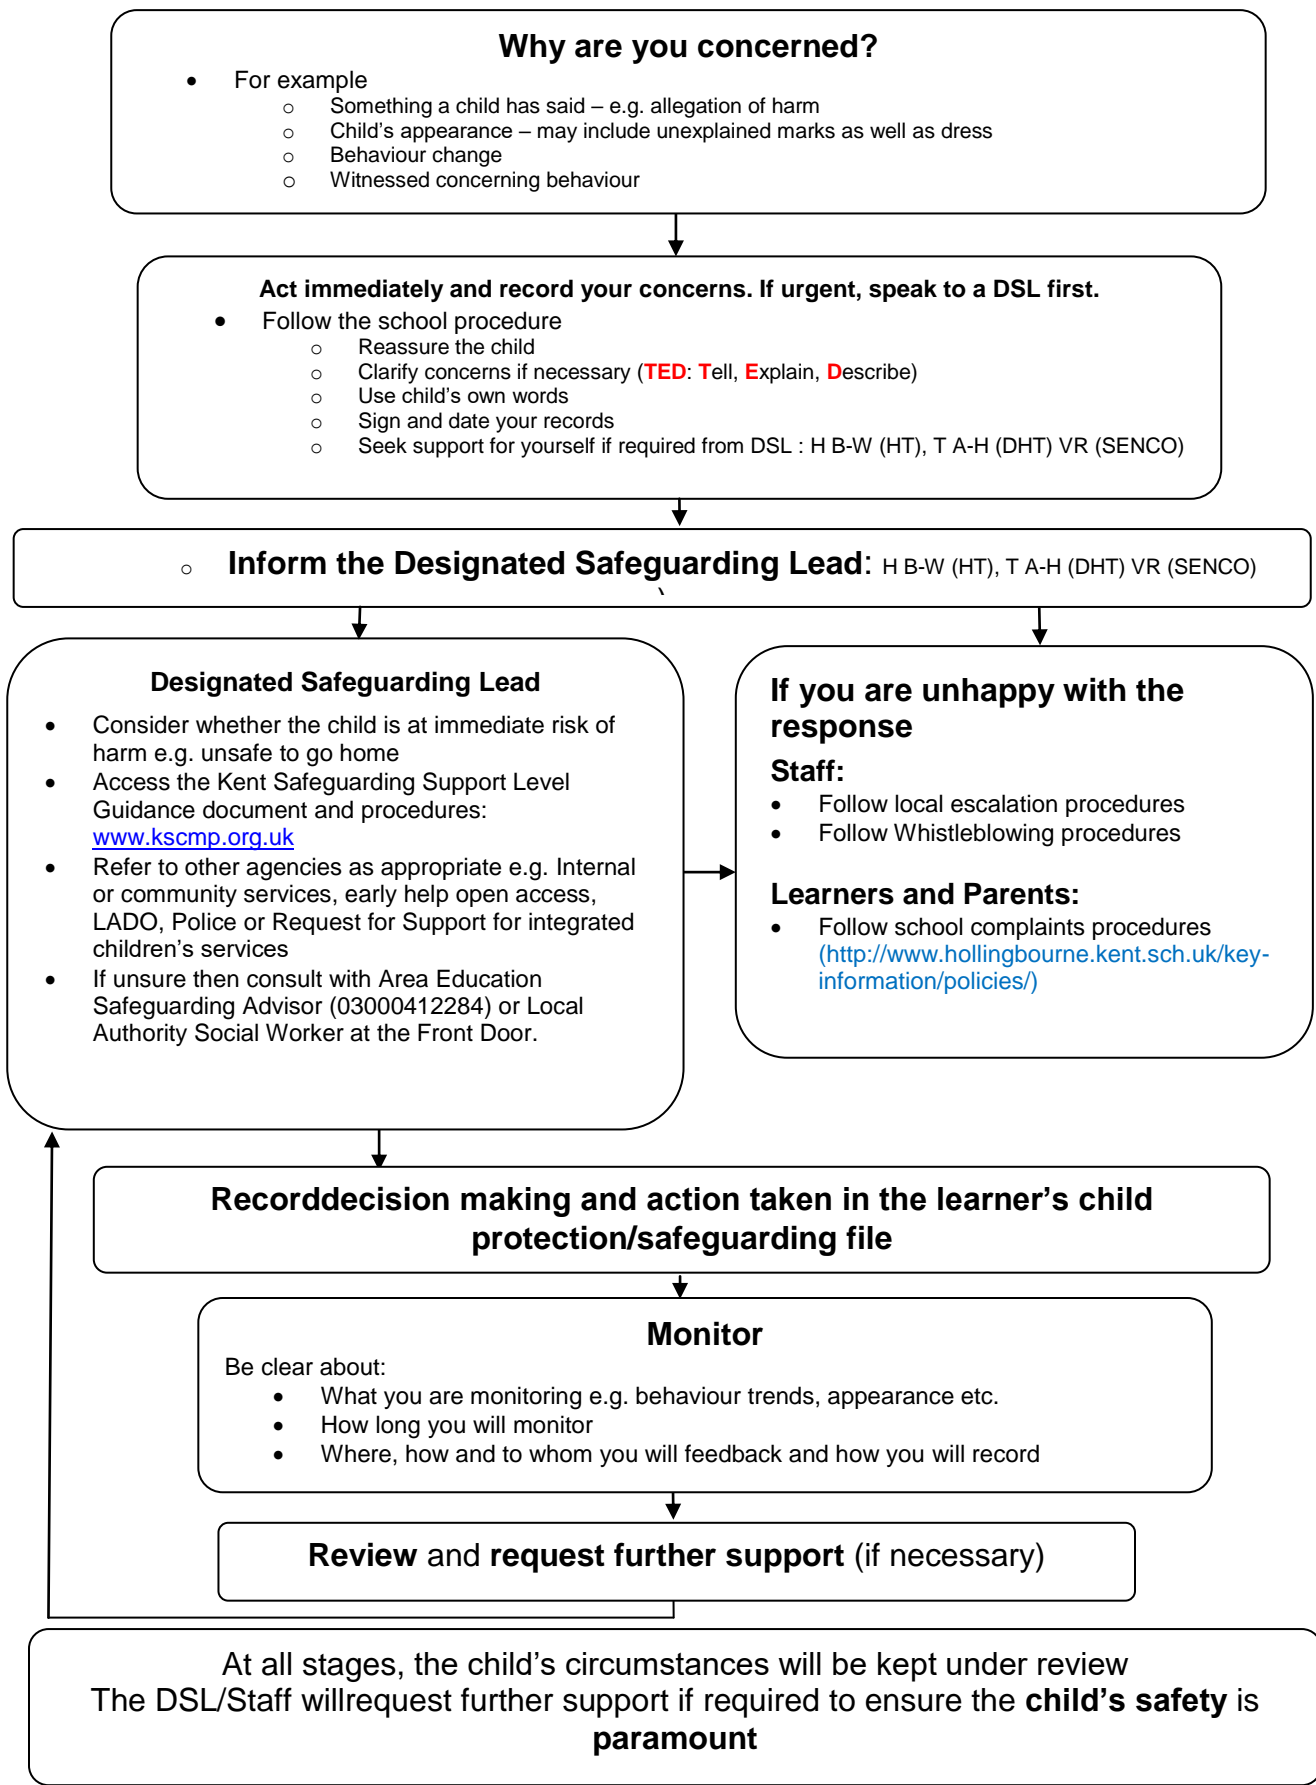 Why are you concerned?
• For example
o Something a child has said – e.g. allegation of harm
o Child's appearance – may include unexplained marks as well as dress
o Behaviour change
o Witnessed concerning behaviour
Act immediately and record your concerns. If urgent, speak to a DSL first.
• Follow the school procedure
o Reassure the child
o Clarify concerns if necessary (TED: Tell, Explain, Describe)
o Use child's own words
o Sign and date your records
o Seek support for yourself if required from DSL : H B-W (HT), T A-H (DHT) VR (SENCO)
o Inform the Designated Safeguarding Lead: H B-W (HT), T A-H (DHT) VR (SENCO)
`
Designated Safeguarding Lead
• Consider whether the child is at immediate risk of
harm e.g. unsafe to go home
• Access the Kent Safeguarding Support Level
Guidance document and procedures:
www.kscmp.org.uk
• Refer to other agencies as appropriate e.g. Internal
or community services, early help open access,
LADO, Police or Request for Support for integrated
children's services
• If unsure then consult with Area Education
Safeguarding Advisor (03000412284) or Local
Authority Social Worker at the Front Door.
If you are unhappy with the
response
Staff:
• Follow local escalation procedures
• Follow Whistleblowing procedures
Learners and Parents:
• Follow school complaints procedures
(http://www.hollingbourne.kent.sch.uk/key-
information/policies/)
Recorddecision making and action taken in the learner's child
protection/safeguarding file
Monitor
Be clear about:
• What you are monitoring e.g. behaviour trends, appearance etc.
• How long you will monitor
• Where, how and to whom you will feedback and how you will record
Review and request further support (if necessary)
At all stages, the child's circumstances will be kept under review
The DSL/Staff willrequest further support if required to ensure the child's safety is
paramount